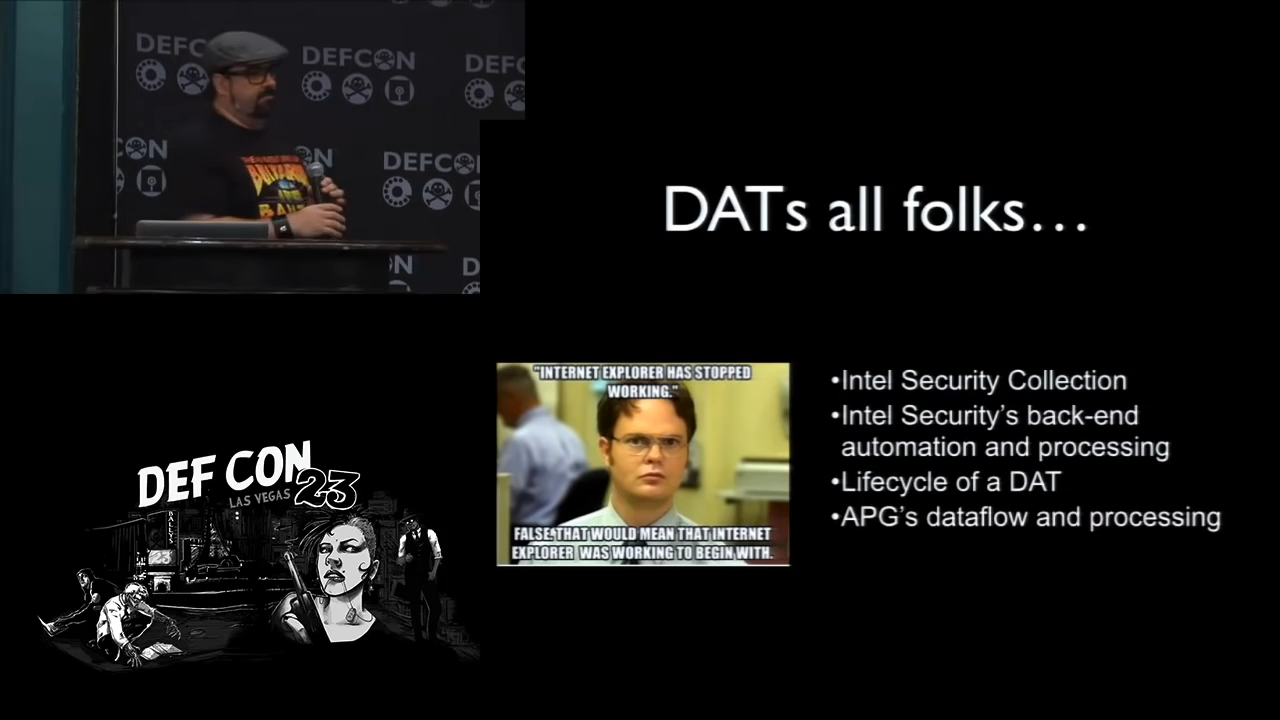 DEFCON
DEFCON
DEFCON
DEFCON
DATs all folks…
"INTERNET EXPLORER HAS STOPPED
WORKING."
FALSE, THAT WOULD MEAN THAT INTERNET
EXPLORER WAS WORKING TO BEGIN WITH.
•Intel Security Collection
•Intel Security's back-end
automation and processing
•Lifecycle of a DAT
•APG's dataflow and processing
DEF CON
LAS VEGAS 23
BALLYS